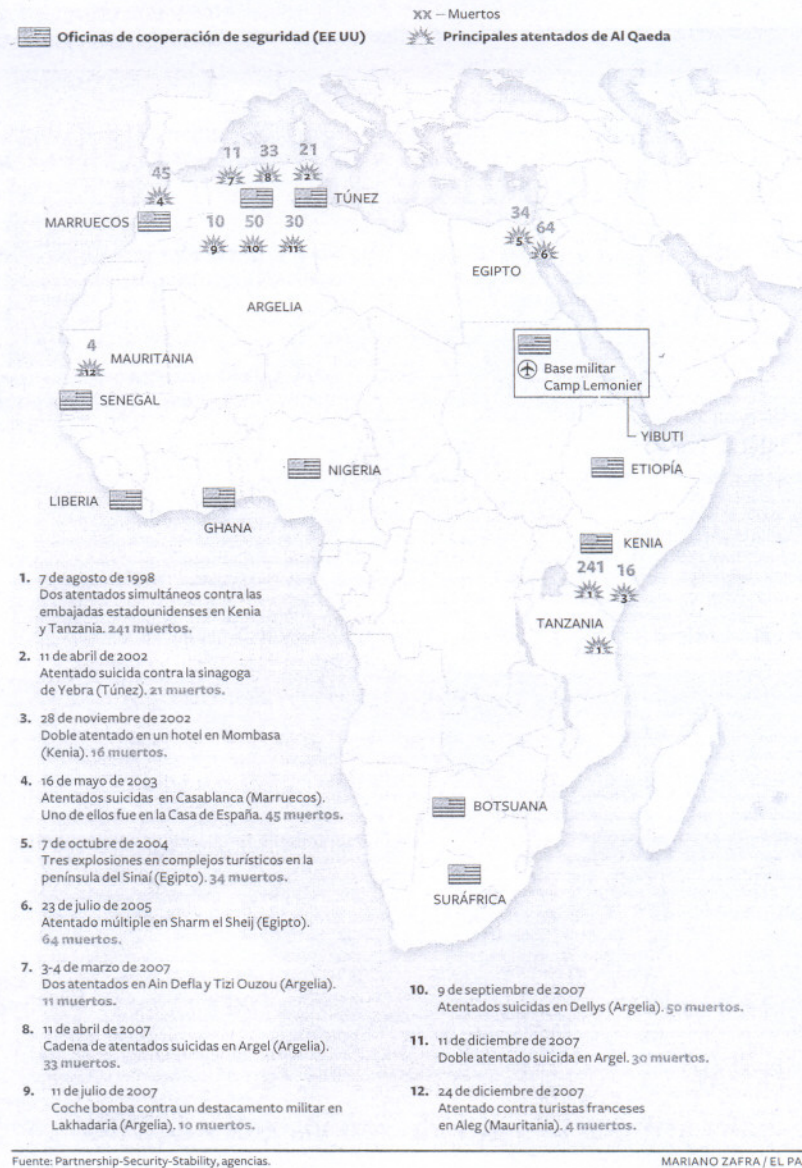 XX – Muertos
Oficinas de cooperación de seguridad (EE UU)
Principales atentados de Al Qaeda
11 33 21
45
7 8 2
4
TÚNEZ
MARRUECOS
10 50 30
9 10 11
34 64
5 6
EGIPTO
ARGELIA
4
12
MAURITANIA
SENEGAL
Base militar
Camp Lemonier
YIBUTI
NIGERIA
ETIOPÍA
LIBERIA
GHANA
KENIA
241 16
1 3
TANZANIA
1
BOTSUANA
SURÁFRICA
1. 7 de agosto de 1998
Dos atentados simultáneos contra las
embajadas estadounidenses en Kenia
y Tanzania. 241 muertos.
2. 11 de abril de 2002
Atentado suicida contra la sinagoga
de Yebra (Túnez). 21 muertos.
3. 28 de noviembre de 2002
Doble atentado en un hotel en Mombasa
(Kenia). 16 muertos.
4. 16 de mayo de 2003
Atentados suicidas en Casablanca (Marruecos).
Uno de ellos fue en la Casa de España. 45 muertos.
5. 7 de octubre de 2004
Tres explosiones en complejos turísticos en la
península del Sinaí (Egipto). 34 muertos.
6. 23 de julio de 2005
Atentado múltiple en Sharm el Sheij (Egipto).
64 muertos.
7. 3-4 de marzo de 2007
Dos atentados en Ain Defla y Tizi Ouzou (Argelia).
11 muertos.
8. 11 de abril de 2007
Cadena de atentados suicidas en Argel (Argelia).
33 muertos.
9. 11 de julio de 2007
Coche bomba contra un destacamento militar en
Lakhadaria (Argelia). 10 muertos.
10. 9 de septiembre de 2007
Atentados suicidas en Dellys (Argelia). 50 muertos.
11. 11 de diciembre de 2007
Doble atentado suicida en Argel. 30 muertos.
12. 24 de diciembre de 2007
Atentado contra turistas franceses
en Aleg (Mauritania). 4 muertos.
Fuente: Partnership-Security-Stability, agencias.
MARIANO ZAFRA / EL PA